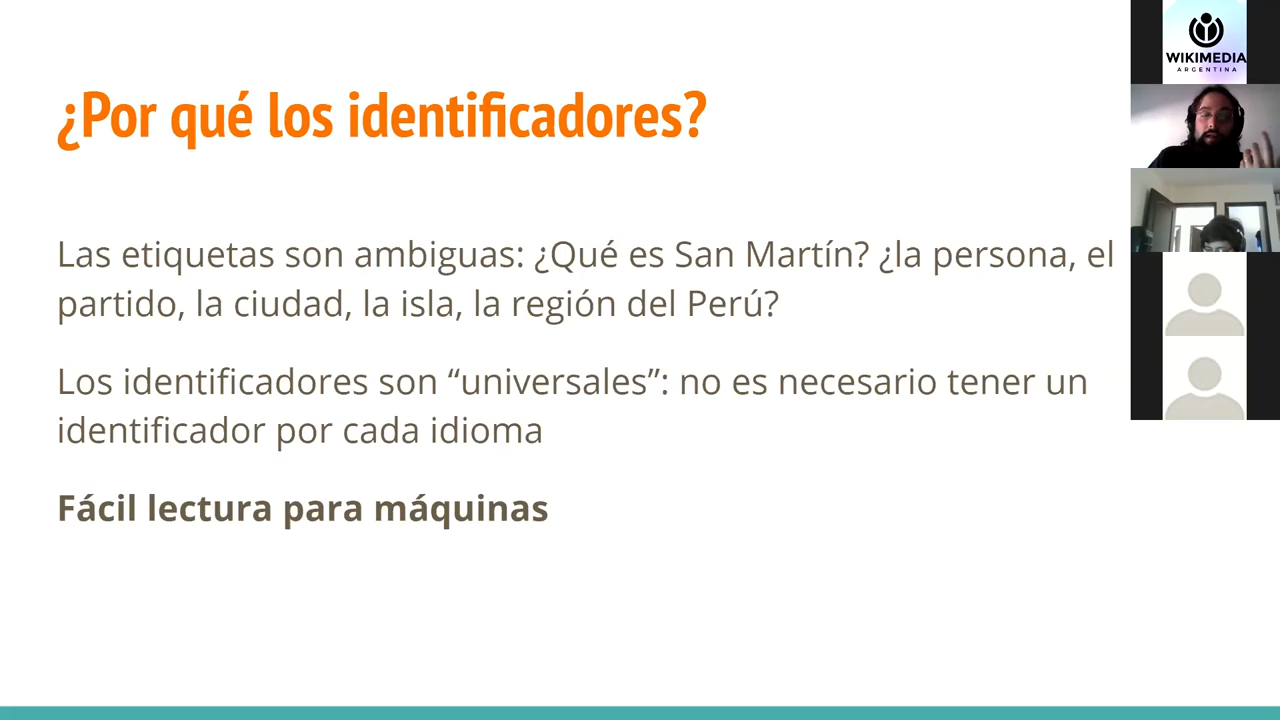 ¿Por qué los identificadores?
Las etiquetas son ambiguas: ¿Qué es San Martín? ¿la persona, el
partido, la ciudad, la isla, la región del Perú?
Los identificadores son “universales”: no es necesario tener un
identificador por cada idioma
Fácil lectura para máquinas
WIKIMEDIA
ARGENTINA